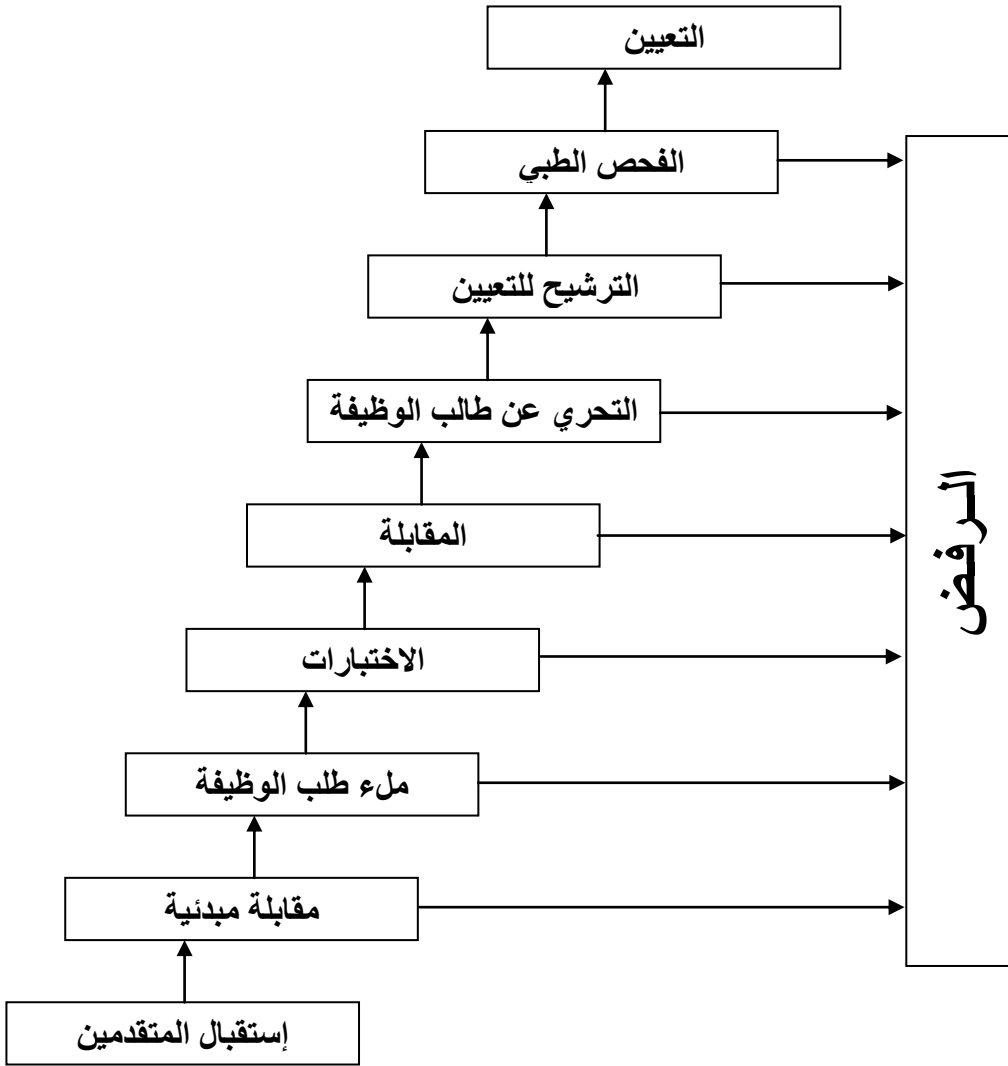 التعيين
الفحص الطبي
الترشيح للتعيين
التحري عن طالب الوظيفة
المقابلة
الاختبارات
ملء طلب الوظيفة
مقابلة مبدئية
إستقبال المتقدمين
الرفض